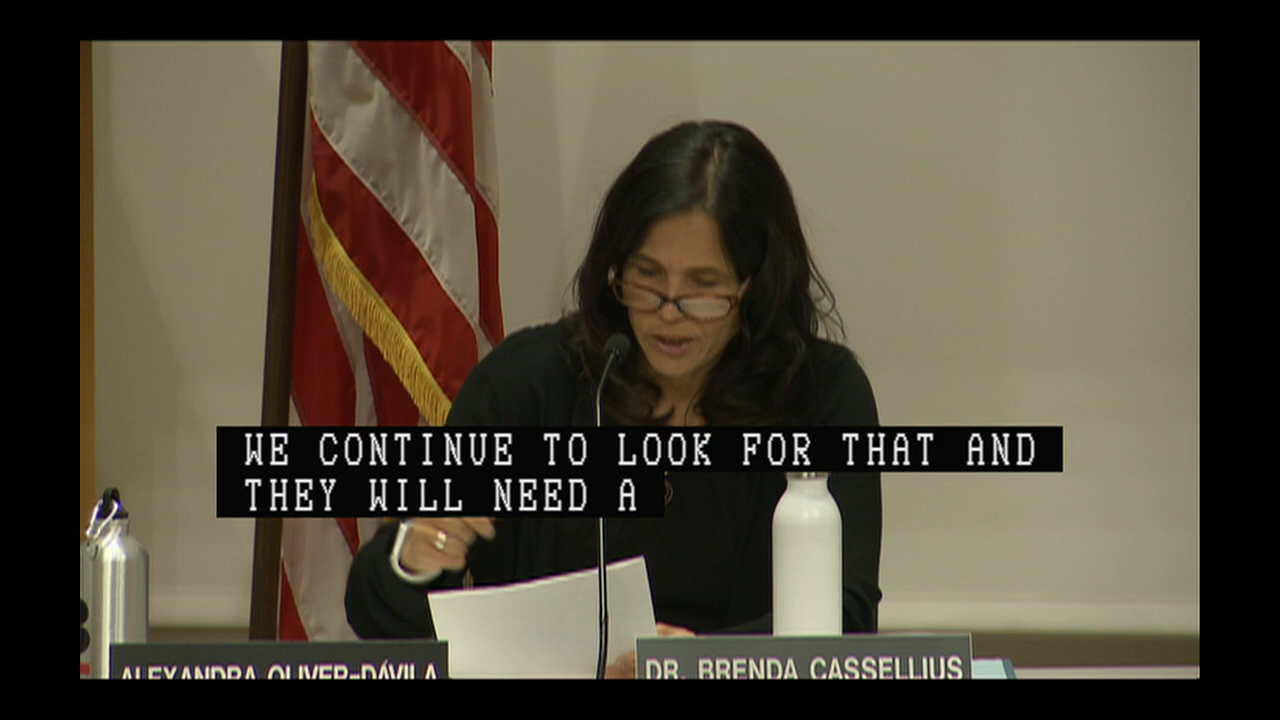 WE CONTINUE TO LOOK FOR THAT AND
THEY WILL NEED A
ALEXANDRA OLIVER-DÁVILA
DR. BRENDA CASSELLIUS